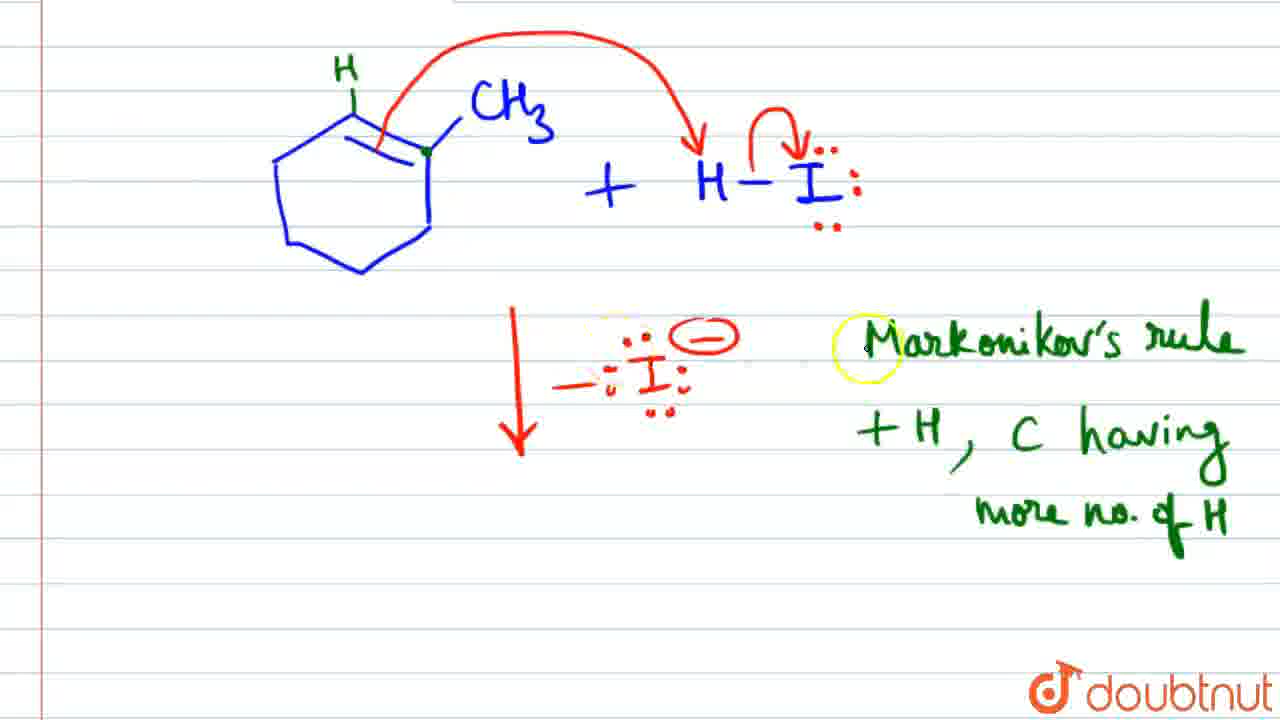 H
CH3
+ H - I
- I -
Markonikov's rule
+ H, C having
more no. of H
doubtnut